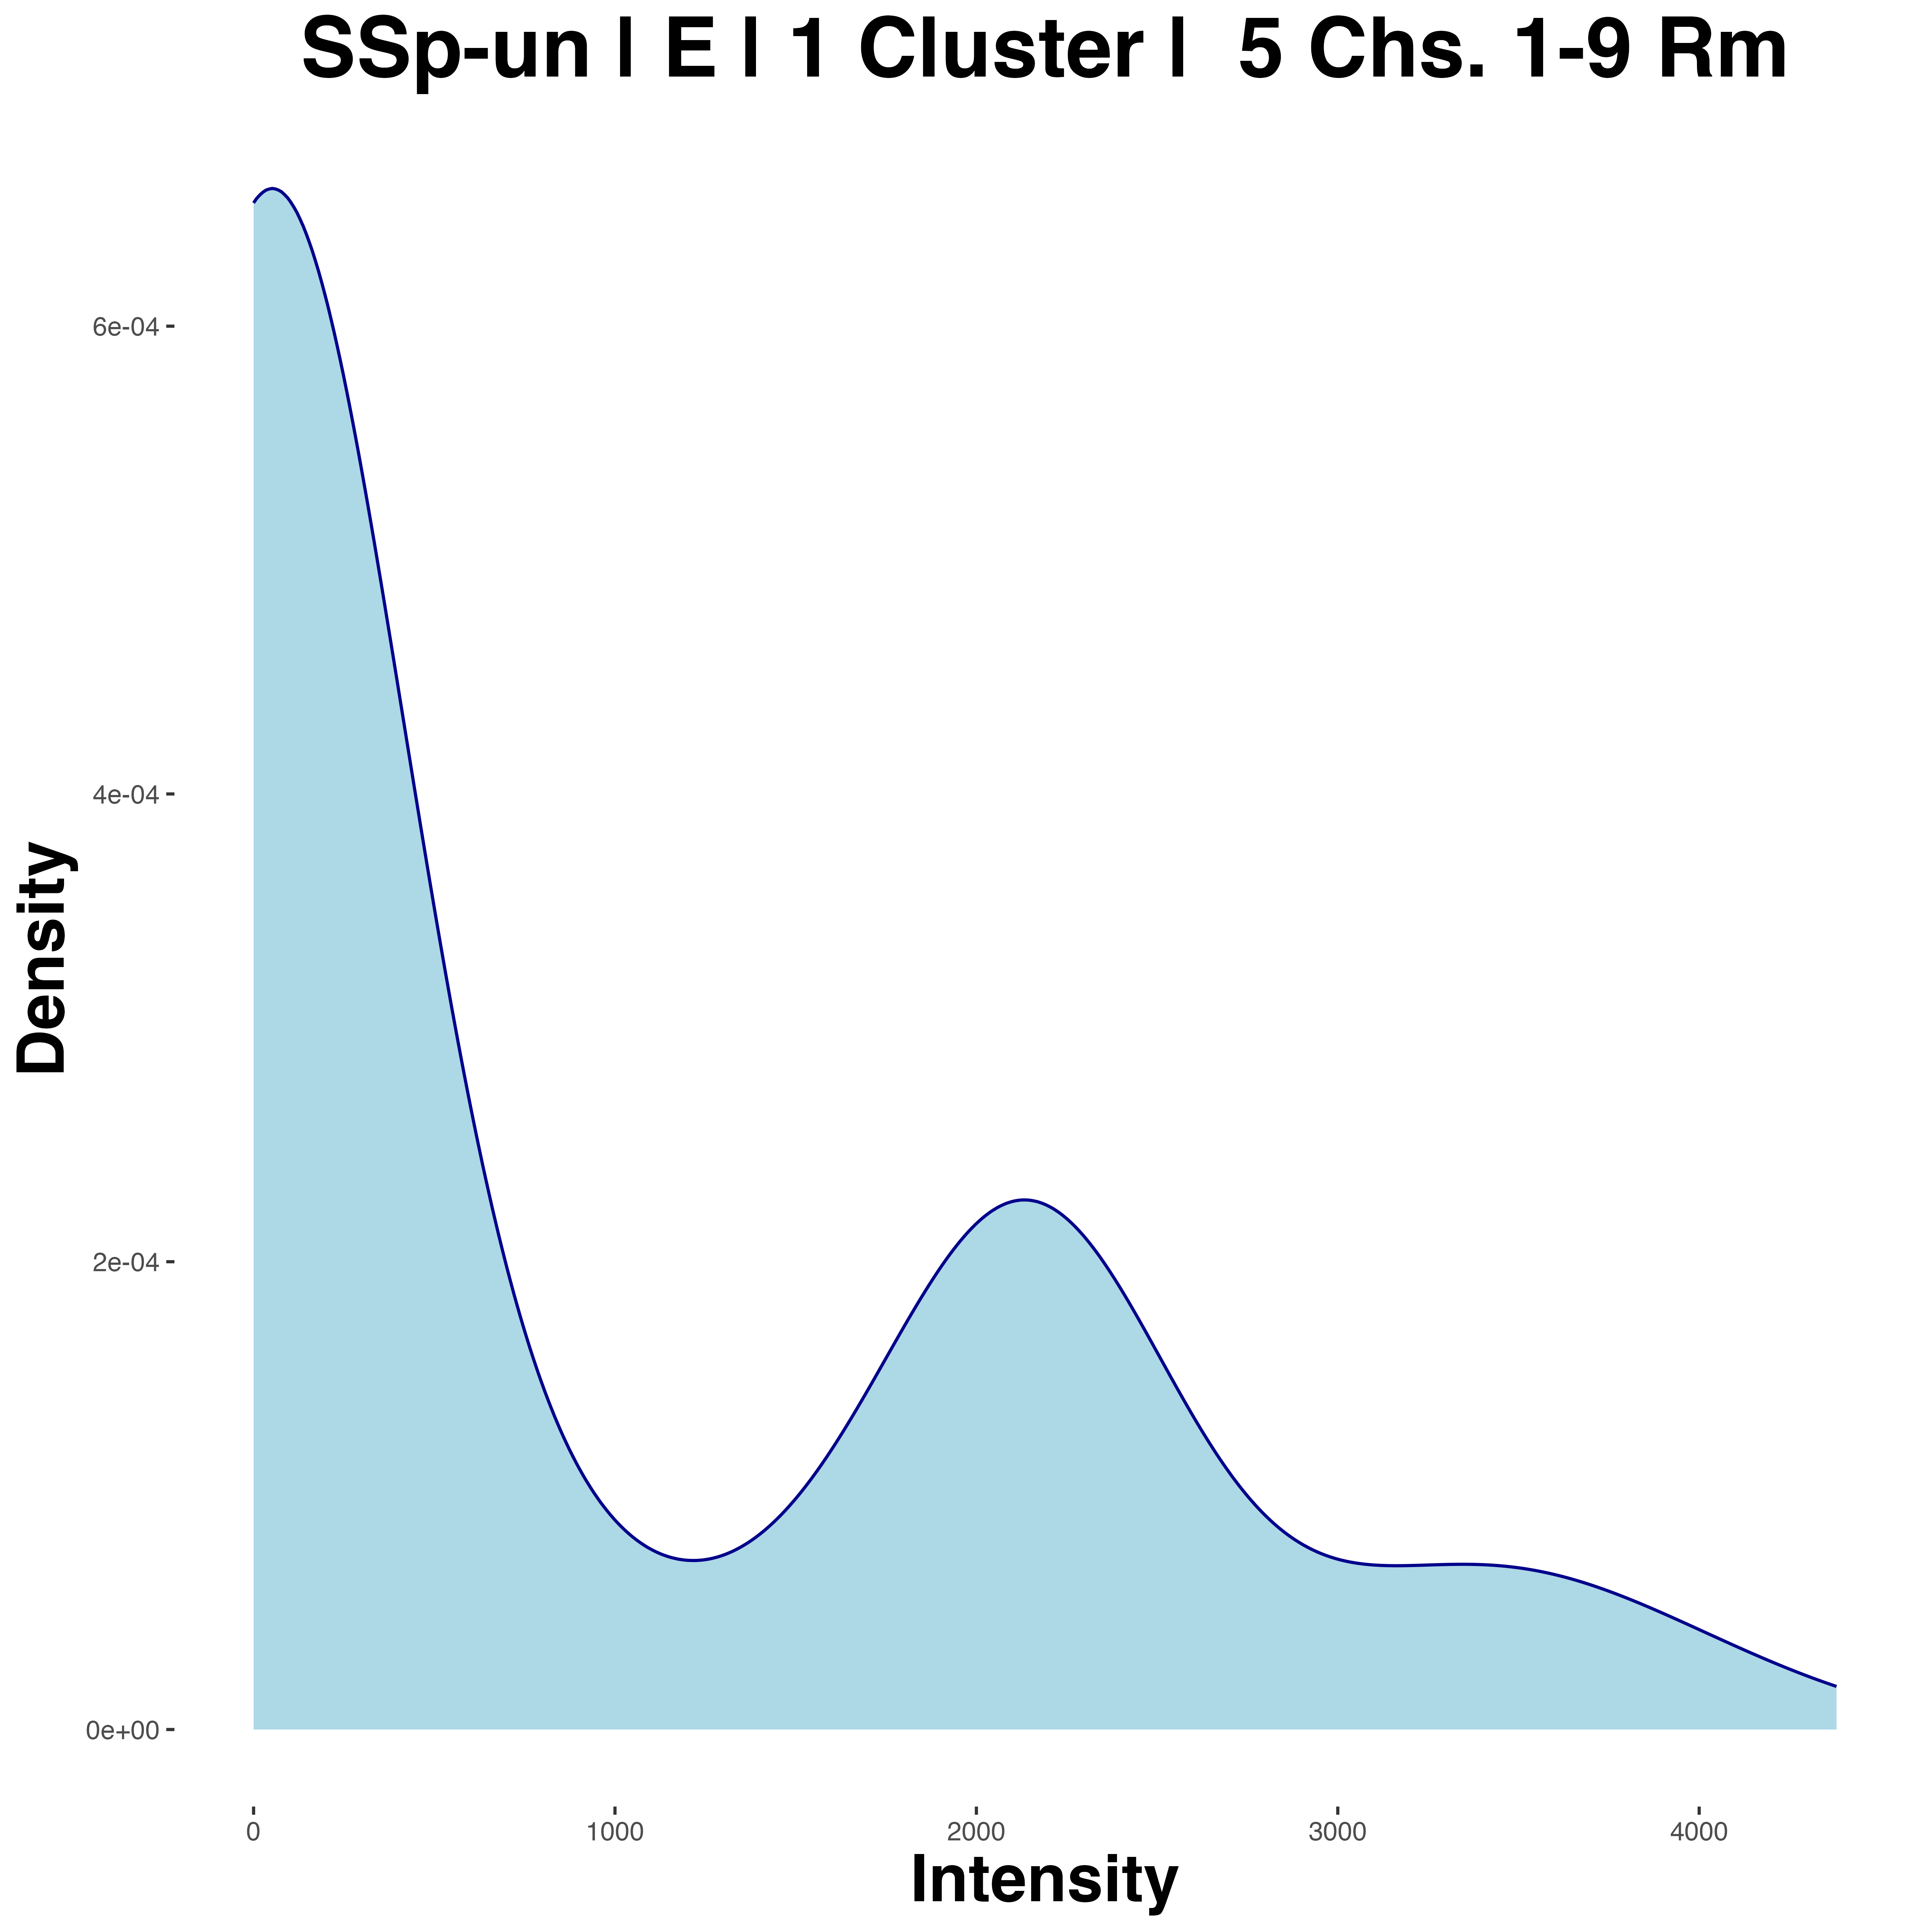 SSp-un | E | 1 Cluster |  5 Chs. 1-9 Rm
Density
6e-04
4e-04
2e-04
0e+00
0 1000 2000 3000 4000
Intensity